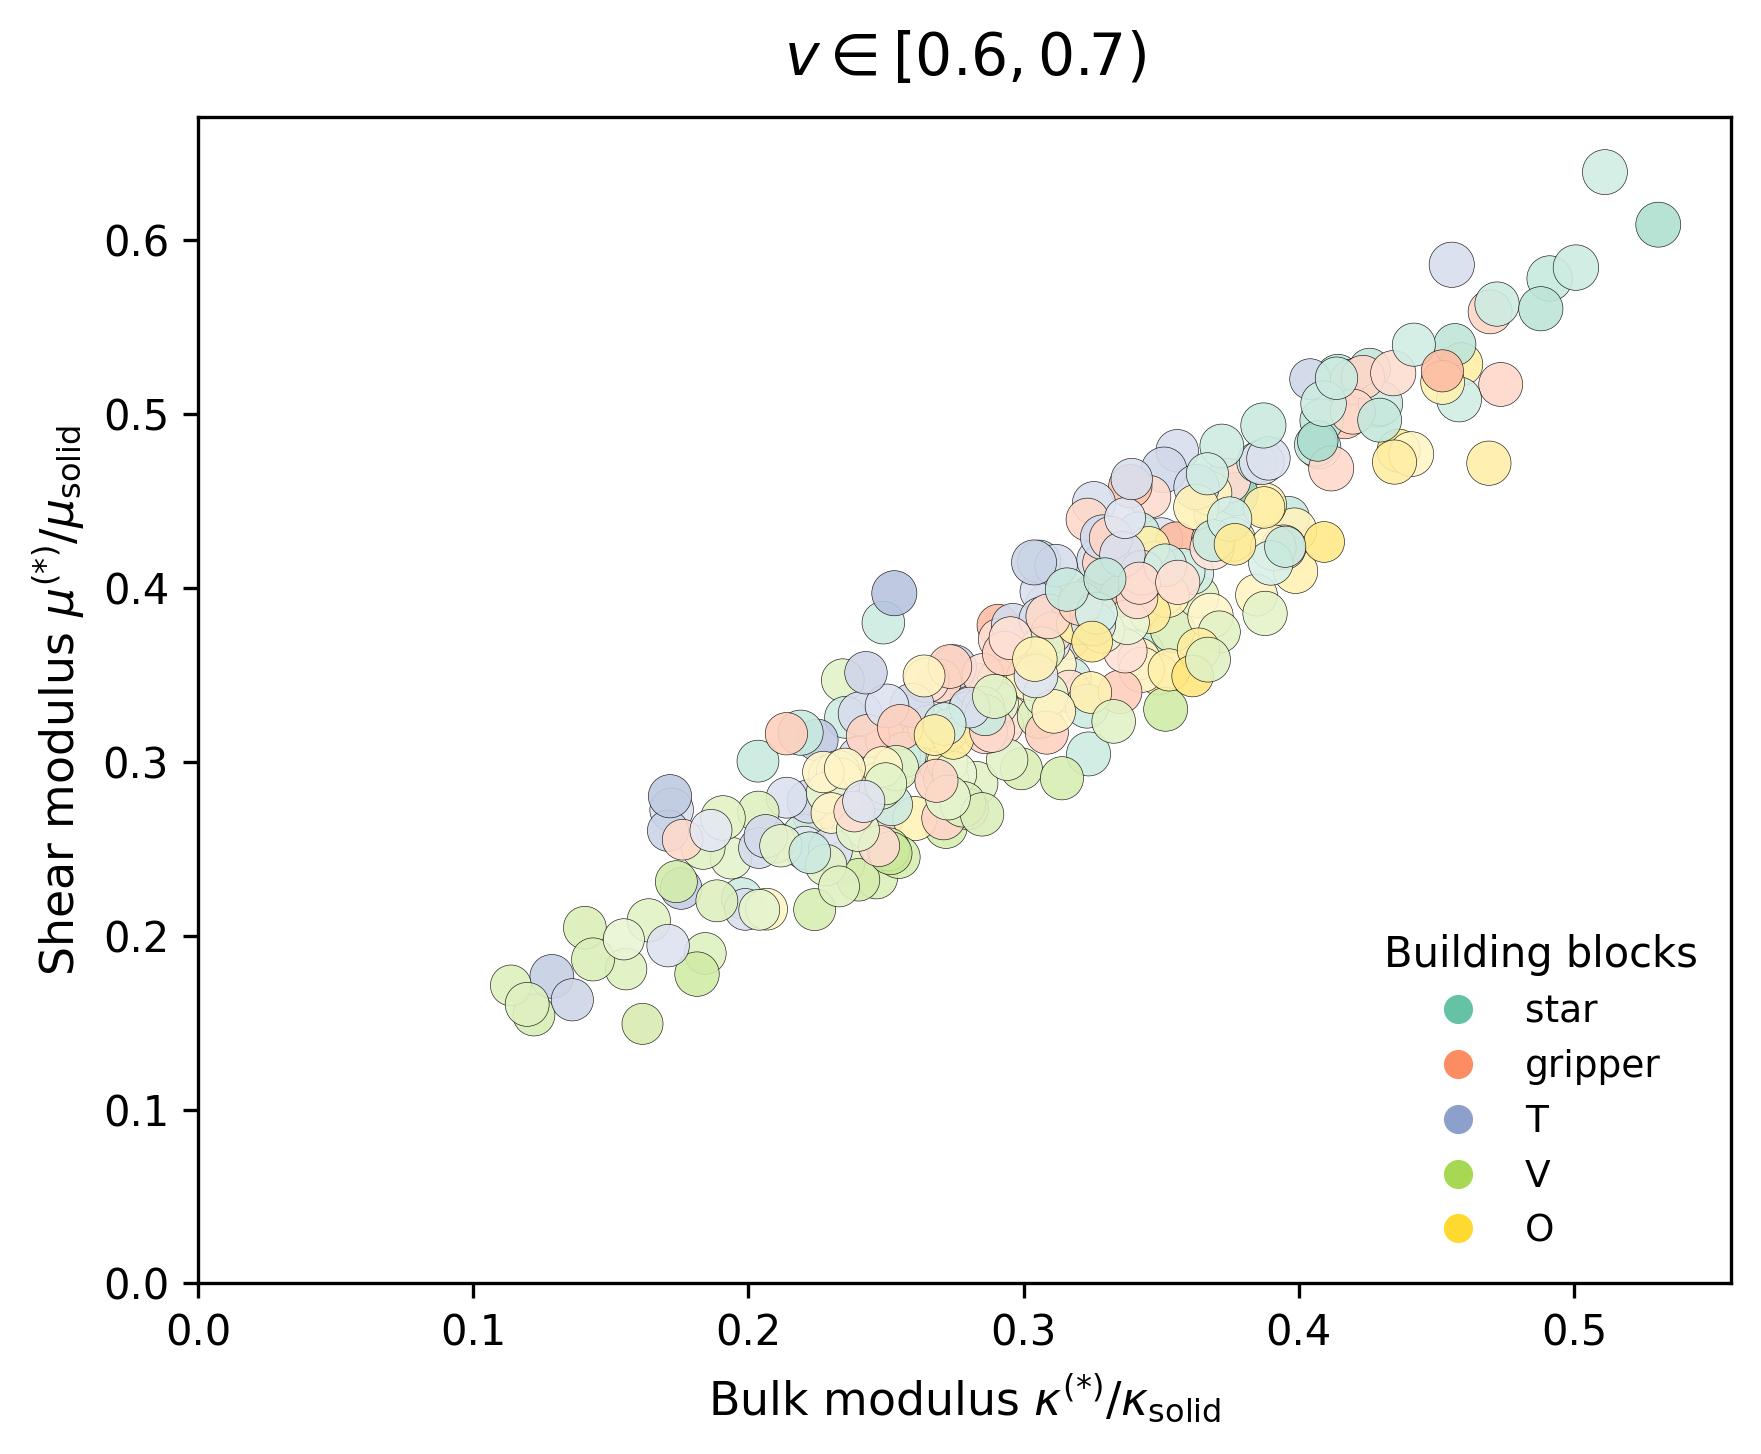 v ∈ [0.6, 0.7)
Shear modulus μ^(*)/μ_solid
0.6
0.5
0.4
0.3
0.2
0.1
0.0
Building blocks
star
gripper
T
V
O
0.0 0.1 0.2 0.3 0.4 0.5
Bulk modulus κ^(*)/κ_solid